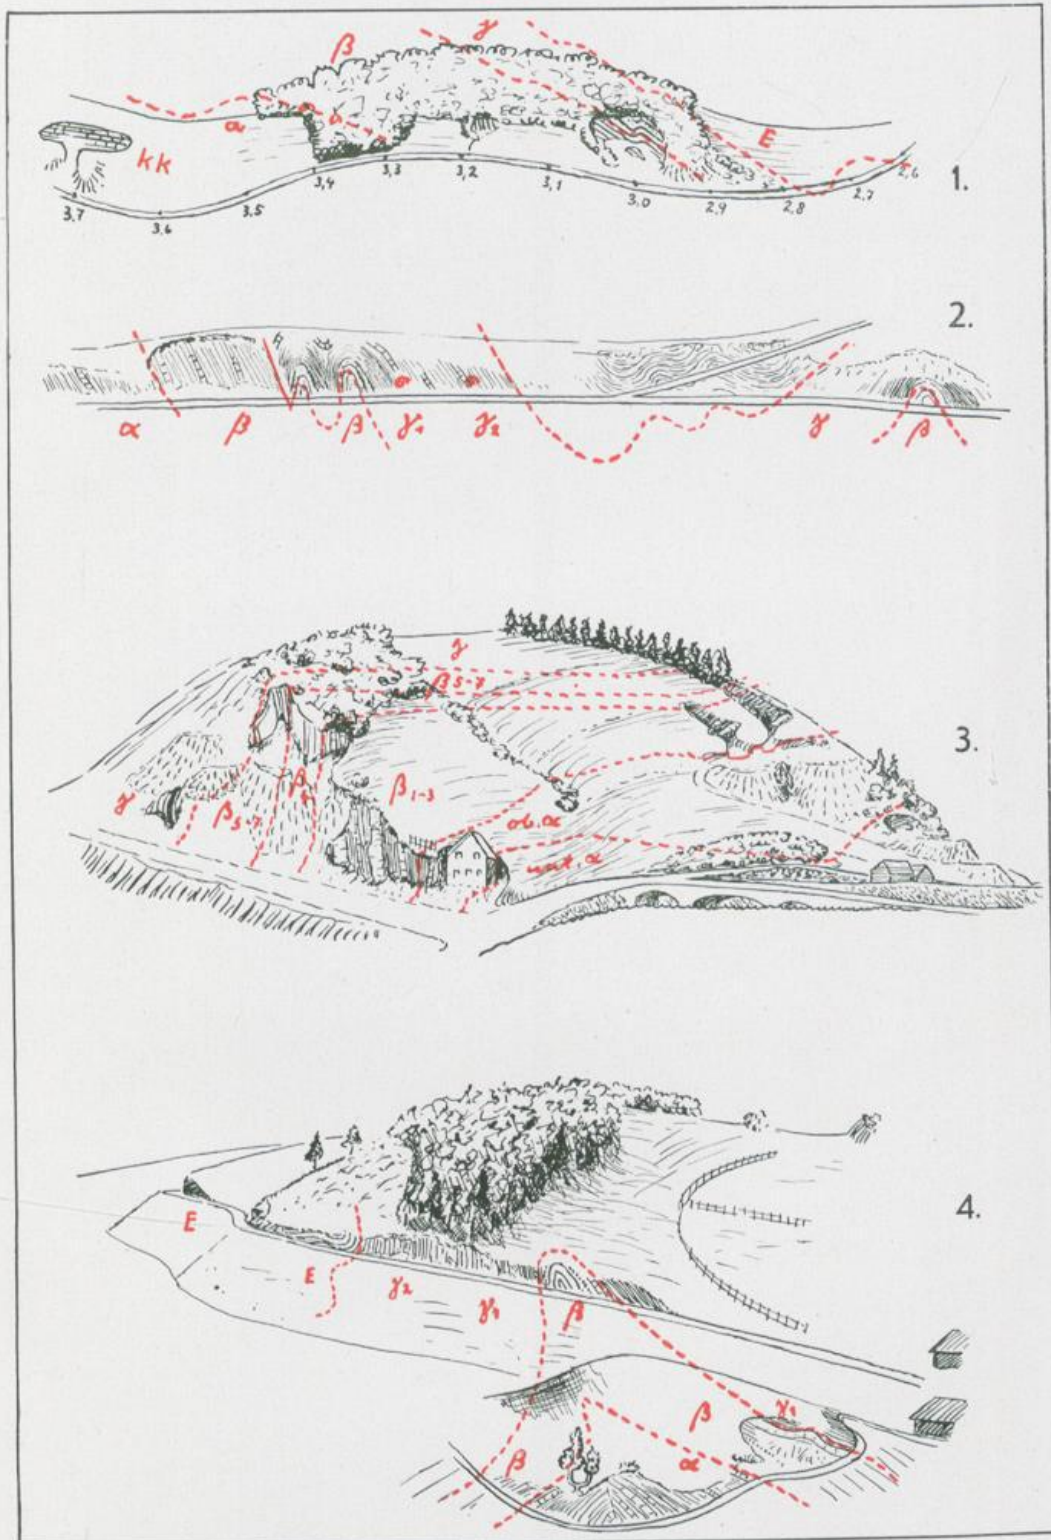 γ
β
α
E
kk
1.
3,7
3,6
3,5
3,4
3,3
3,2
3,1
3,0
2,9
2,8
2,7
2,6
2.
α
β
β
γ1
γ2
γ
β
3.
γ
β5-7
β1-3
γ
β5-7
β
ob. α
unt. α
4.
E
E
γ2
γ1
β
β
γ1
β
α